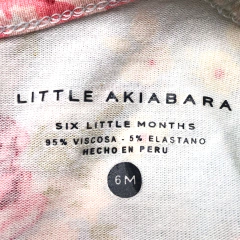 LITTLE AKIABARA
SIX LITTLE MONTHS
95% VISCOSA - 5% ELASTANO
HECHO EN PERU
6M